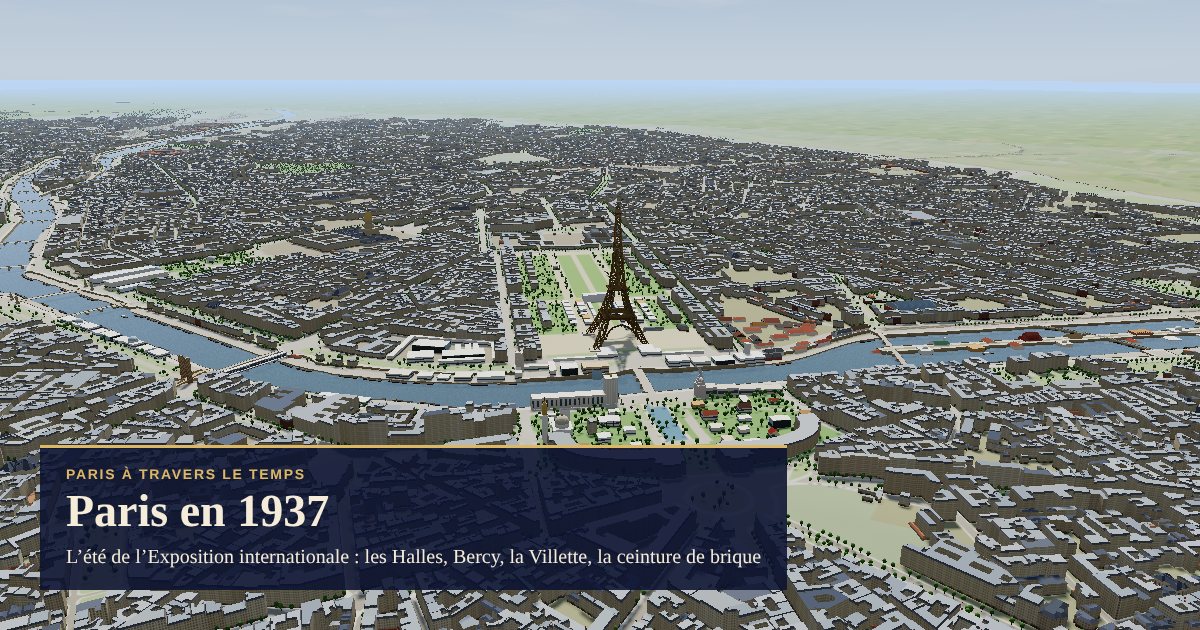 PARIS À TRAVERS LE TEMPS
Paris en 1937
L’été de l’Exposition internationale : les Halles, Bercy, la Villette, la ceinture de brique